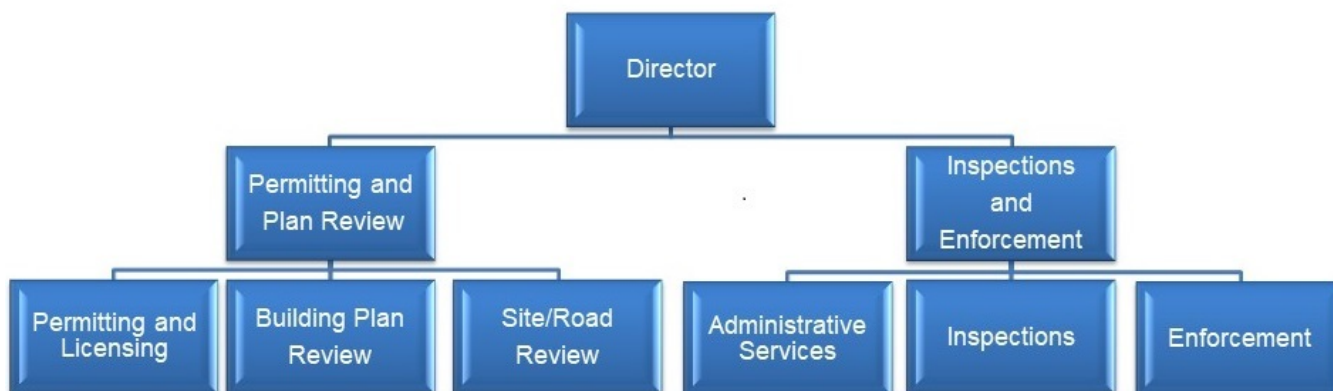 Director
Permitting and
Plan Review
Inspections
and
Enforcement
Permitting and
Licensing
Building Plan
Review
Site/Road
Review
Administrative
Services
Inspections
Enforcement